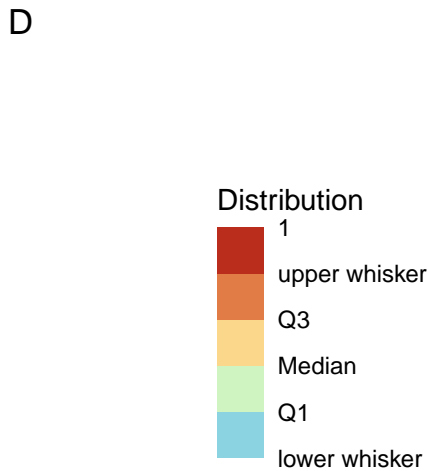 D
Distribution
1
upper whisker
Q3
Median
Q1
lower whisker